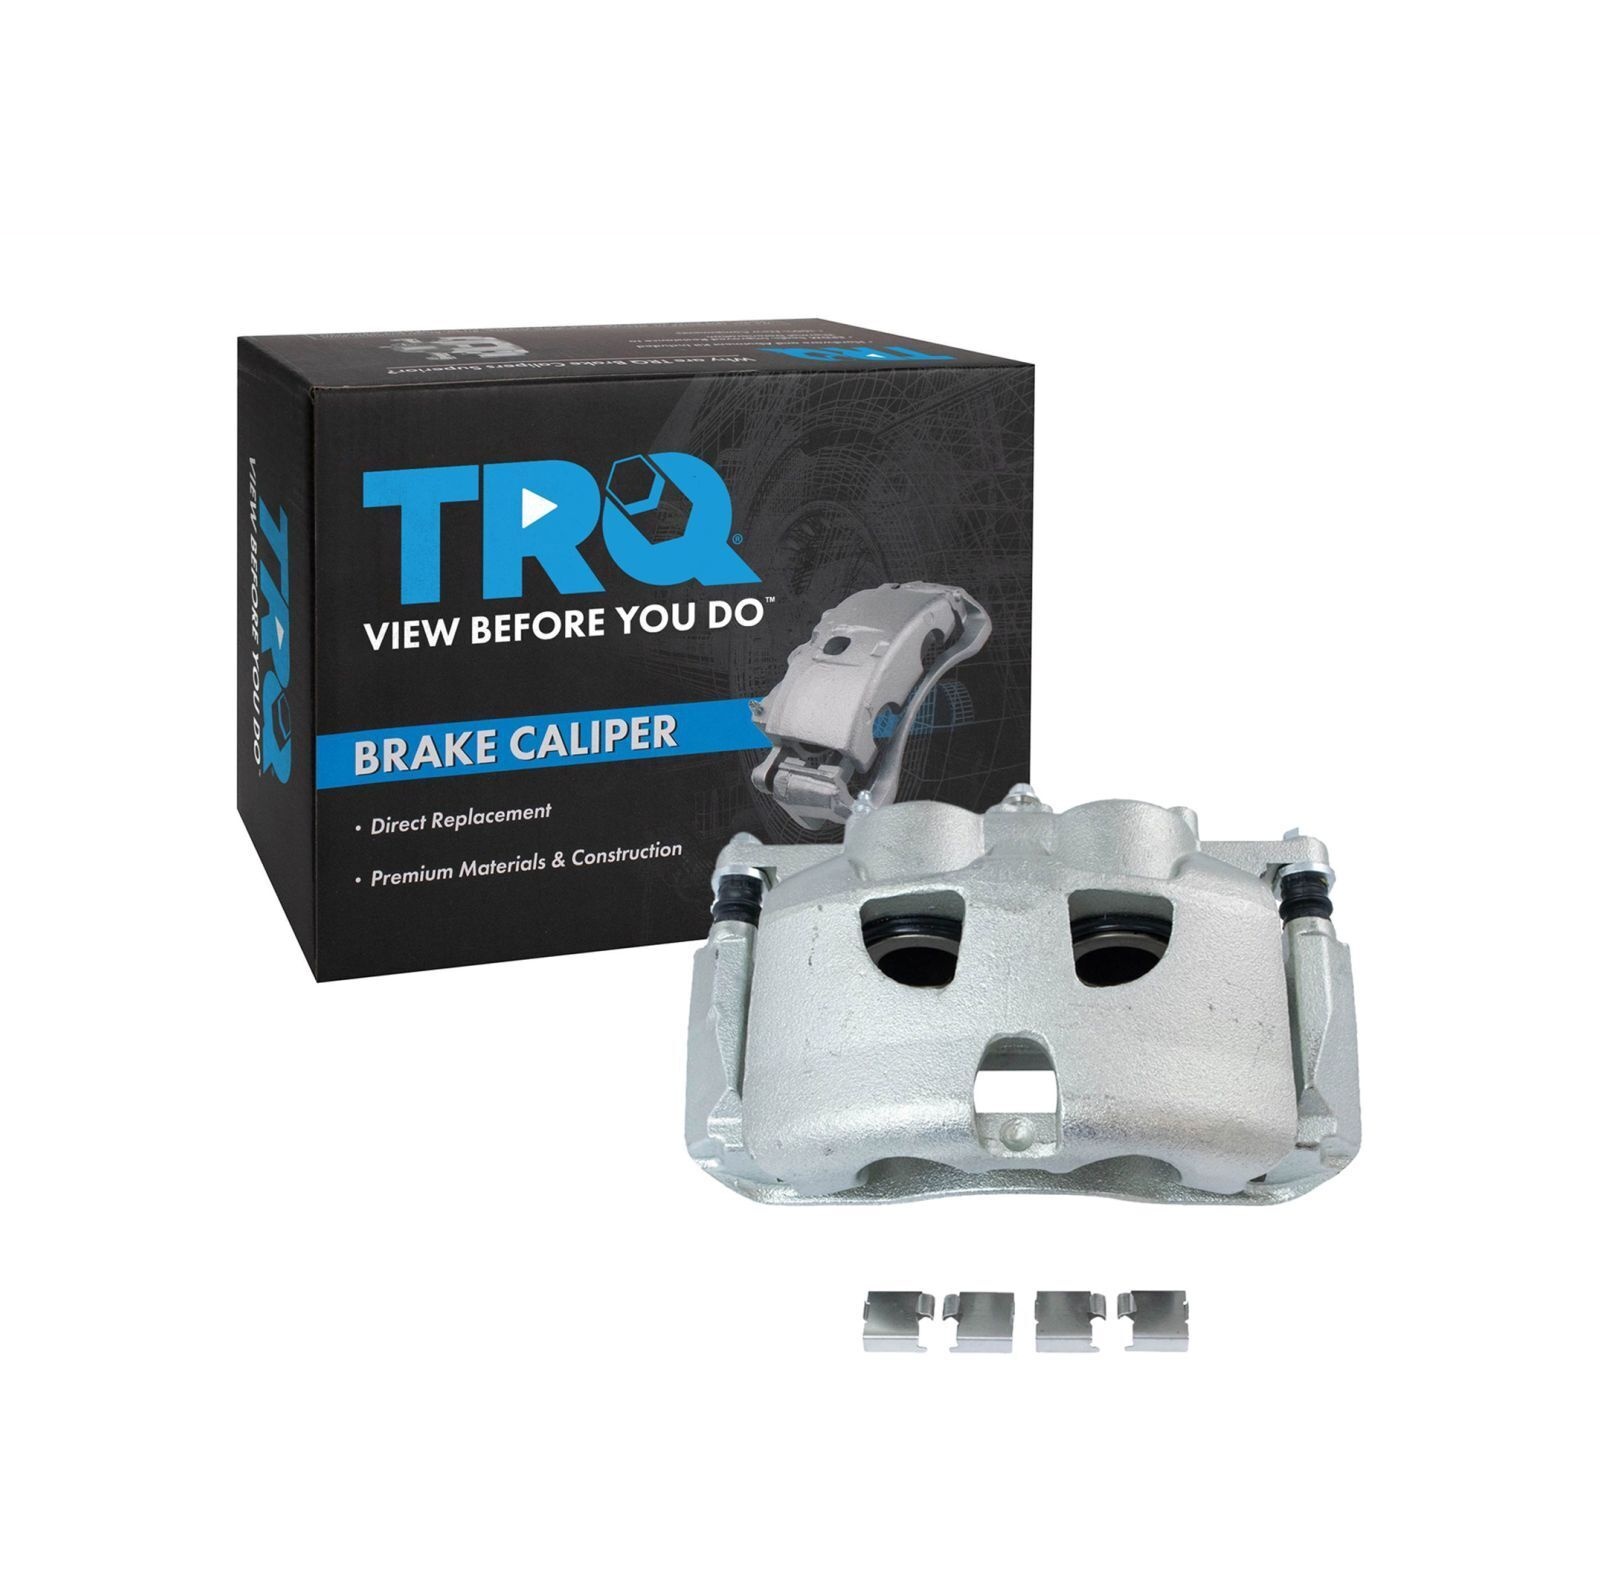 Why are TRQ Brake Calipers Superior?
TRQ
TRQ®
VIEW BEFORE YOU DO™
BRAKE CALIPER
• Direct Replacement
• Premium Materials & Construction
TRQ
VIEW BEFORE YOU DO